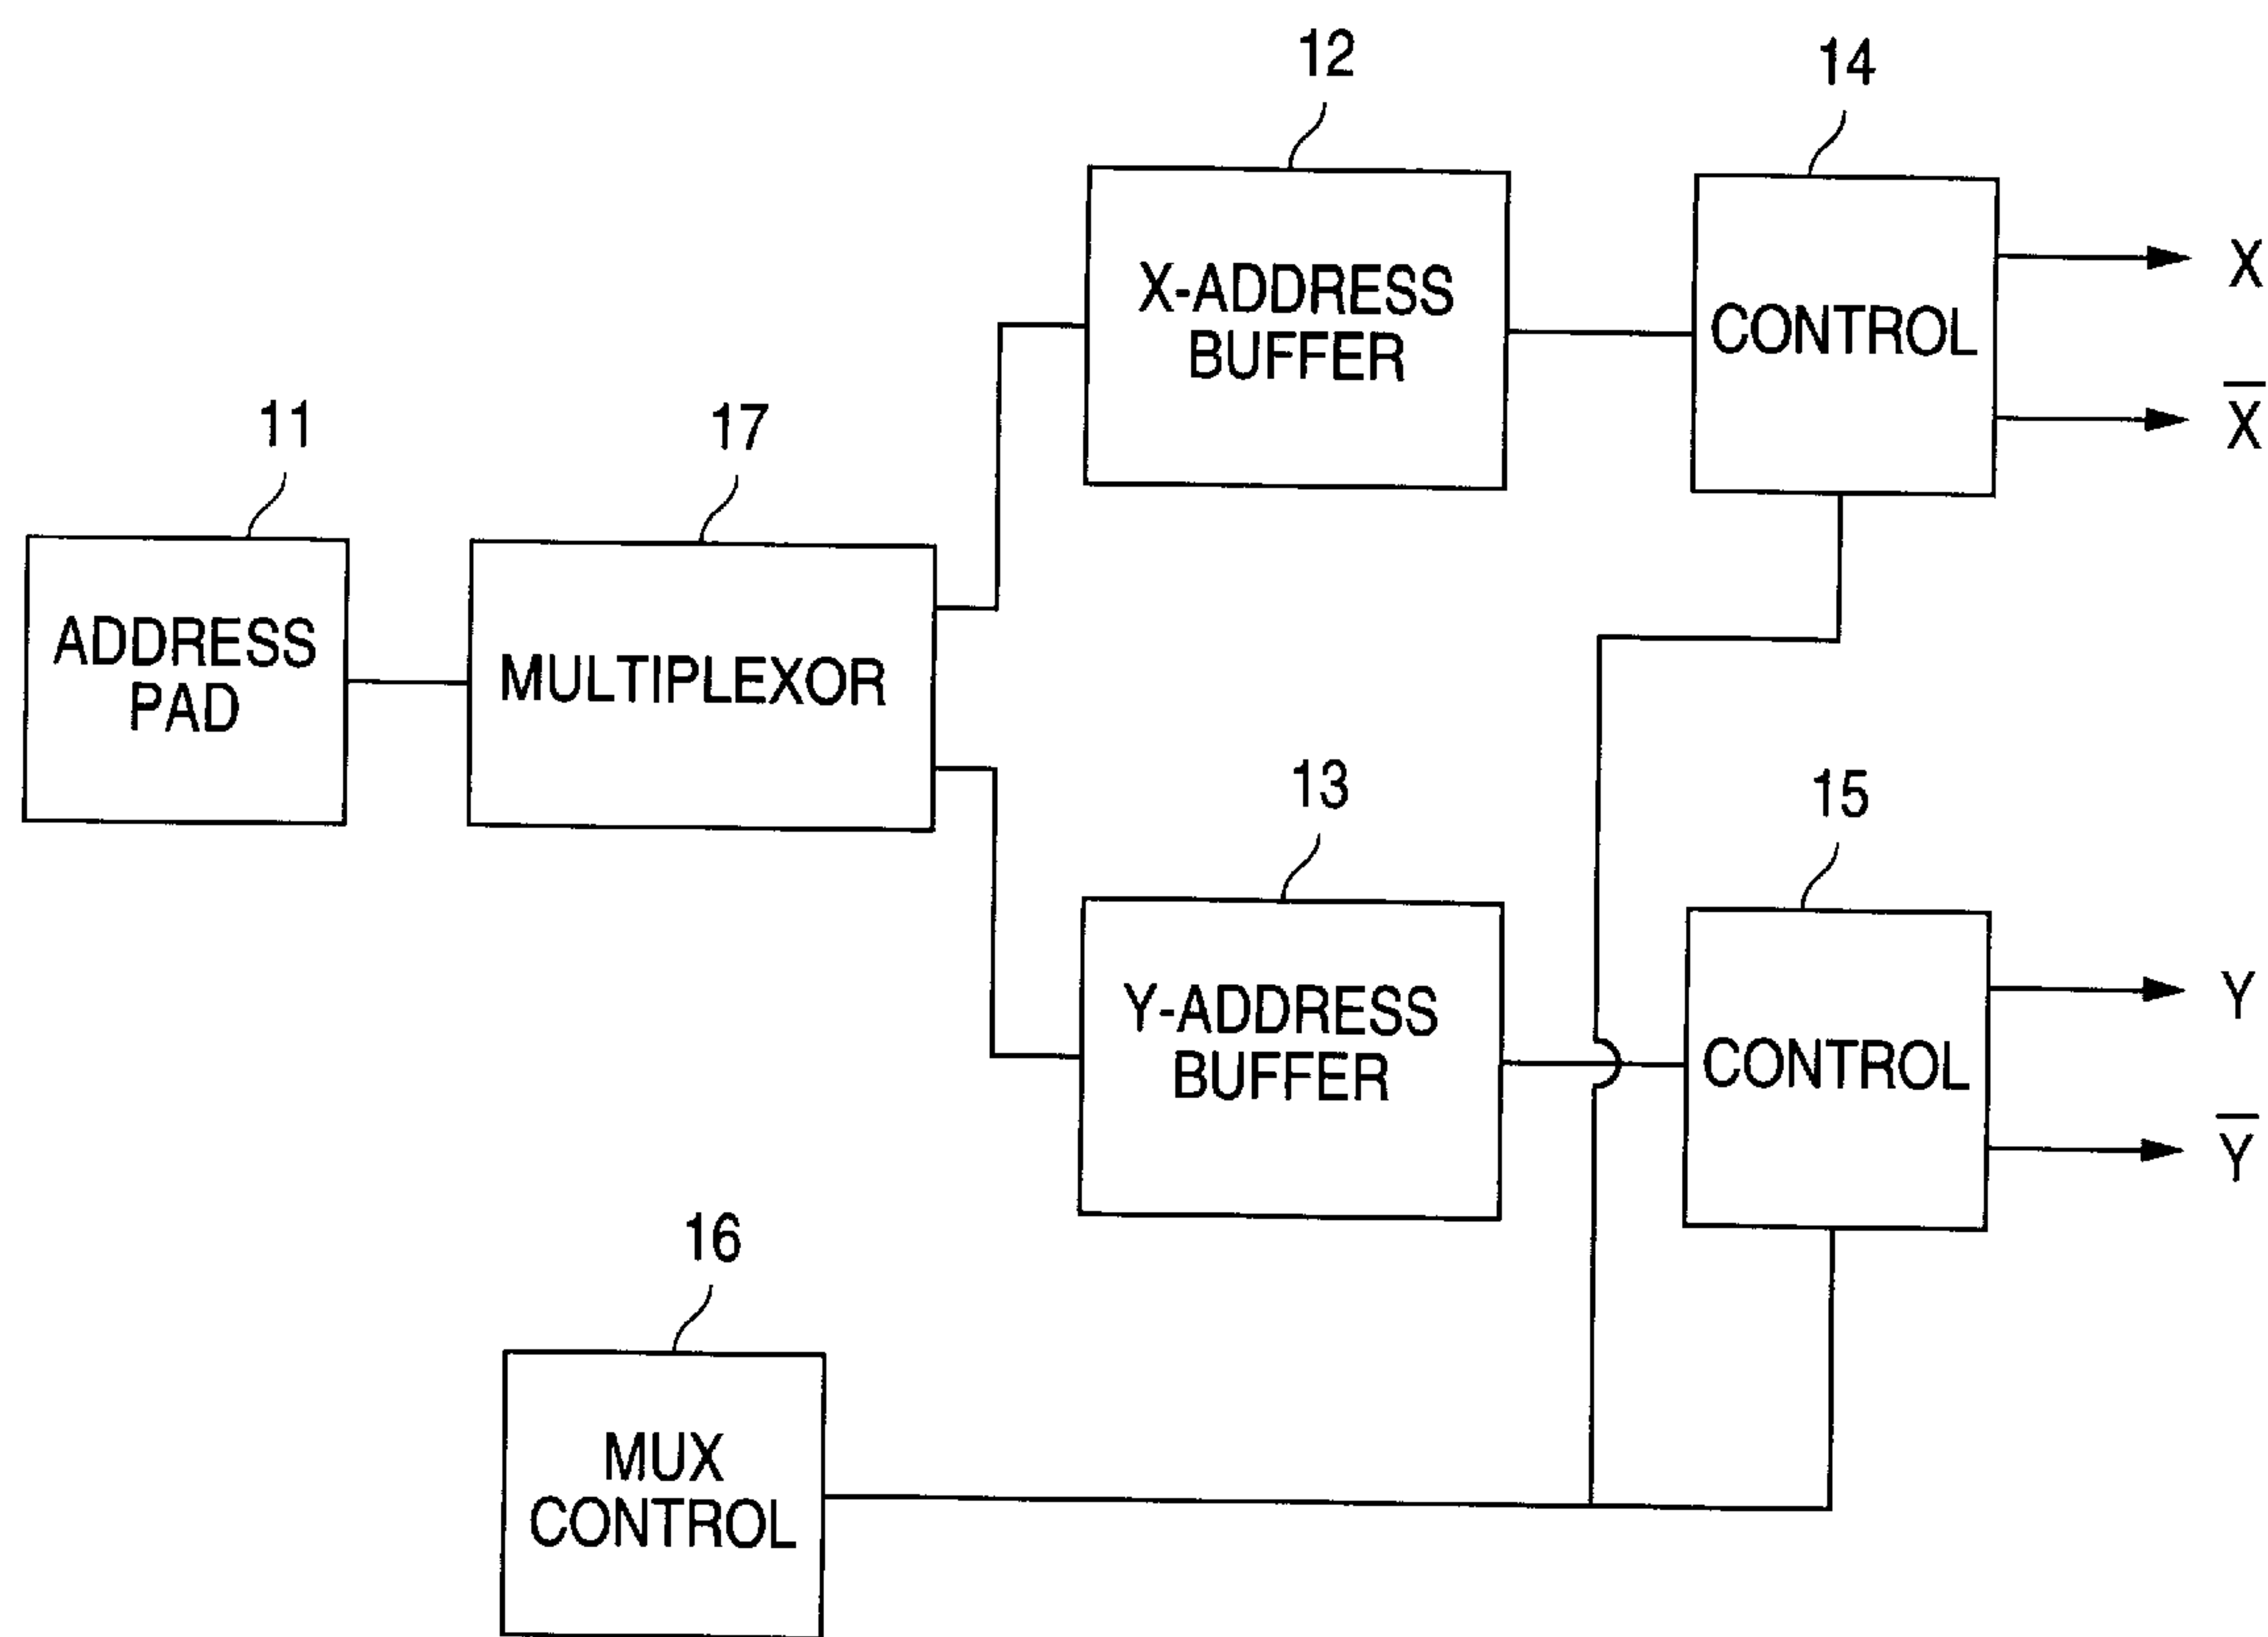 12
14
X-ADDRESS
BUFFER
CONTROL
X
X̅
11
17
ADDRESS
PAD
MULTIPLEXOR
13
15
Y-ADDRESS
BUFFER
CONTROL
Y
Y̅
16
MUX
CONTROL